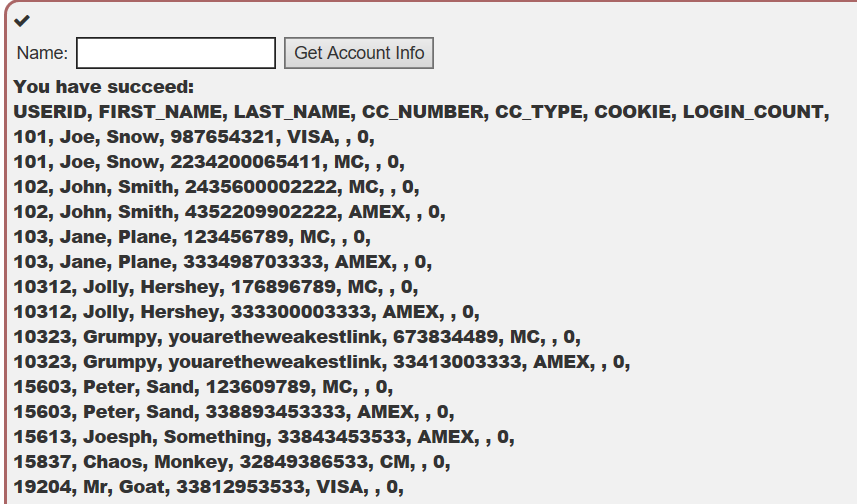 Name: Get Account Info
You have succeed:
USERID, FIRST_NAME, LAST_NAME, CC_NUMBER, CC_TYPE, COOKIE, LOGIN_COUNT,
101, Joe, Snow, 987654321, VISA, , 0,
101, Joe, Snow, 2234200065411, MC, , 0,
102, John, Smith, 2435600002222, MC, , 0,
102, John, Smith, 4352209902222, AMEX, , 0,
103, Jane, Plane, 123456789, MC, , 0,
103, Jane, Plane, 333498703333, AMEX, , 0,
10312, Jolly, Hershey, 176896789, MC, , 0,
10312, Jolly, Hershey, 333300003333, AMEX, , 0,
10323, Grumpy, youaretheweakestlink, 673834489, MC, , 0,
10323, Grumpy, youaretheweakestlink, 33413003333, AMEX, , 0,
15603, Peter, Sand, 123609789, MC, , 0,
15603, Peter, Sand, 338893453333, AMEX, , 0,
15613, Joesph, Something, 33843453533, AMEX, , 0,
15837, Chaos, Monkey, 32849386533, CM, , 0,
19204, Mr, Goat, 33812953533, VISA, , 0,